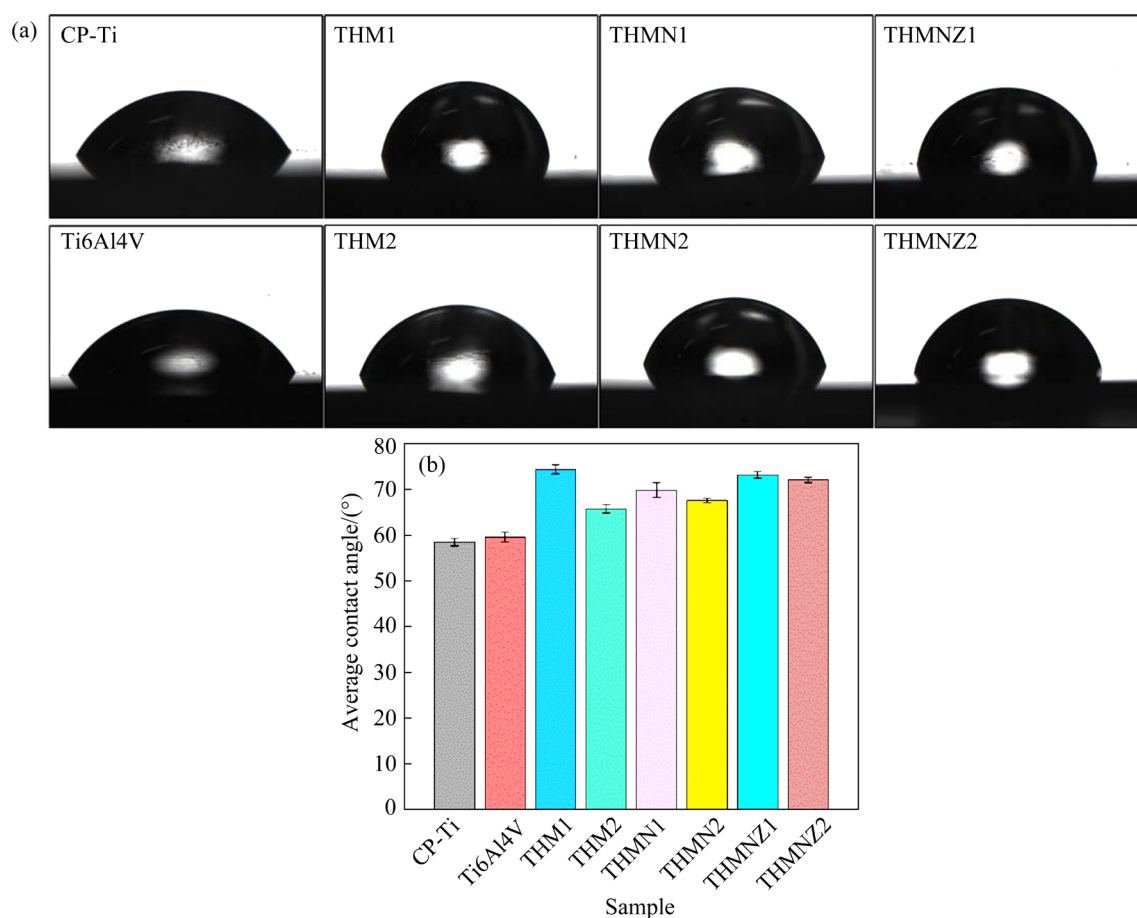 (a)
CP-Ti
THM1
THMN1
THMNZ1
Ti6Al4V
THM2
THMN2
THMNZ2
(b)
Average contact angle/(°)
80
70
60
50
40
30
20
10
0
CP-Ti
Ti6Al4V
THM1
THM2
THMN1
THMN2
THMNZ1
THMNZ2
Sample